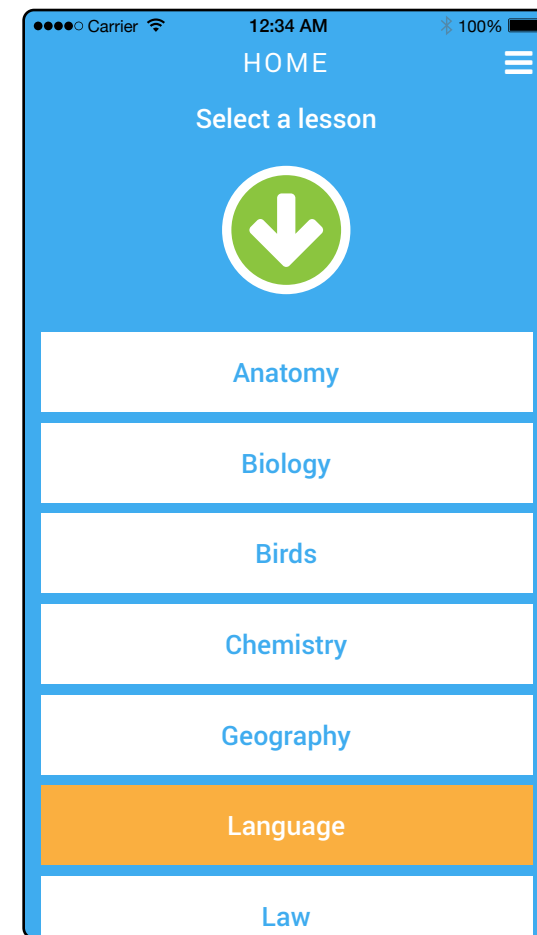 Carrier 12:34 AM 100%
HOME
Select a lesson
Anatomy
Biology
Birds
Chemistry
Geography
Language
Law